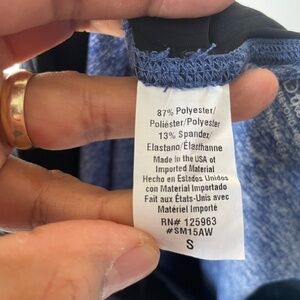 87% Polyester/
Poliéster/Polyester
13% Spandex/
Elastano/Élasthanne
Made in the USA of
Imported Material
Hecho en Estados Unidos
con Material Importado
Fait aux États-Unis avec
Matériel Importé
RN# 125963
#SM15AW
S